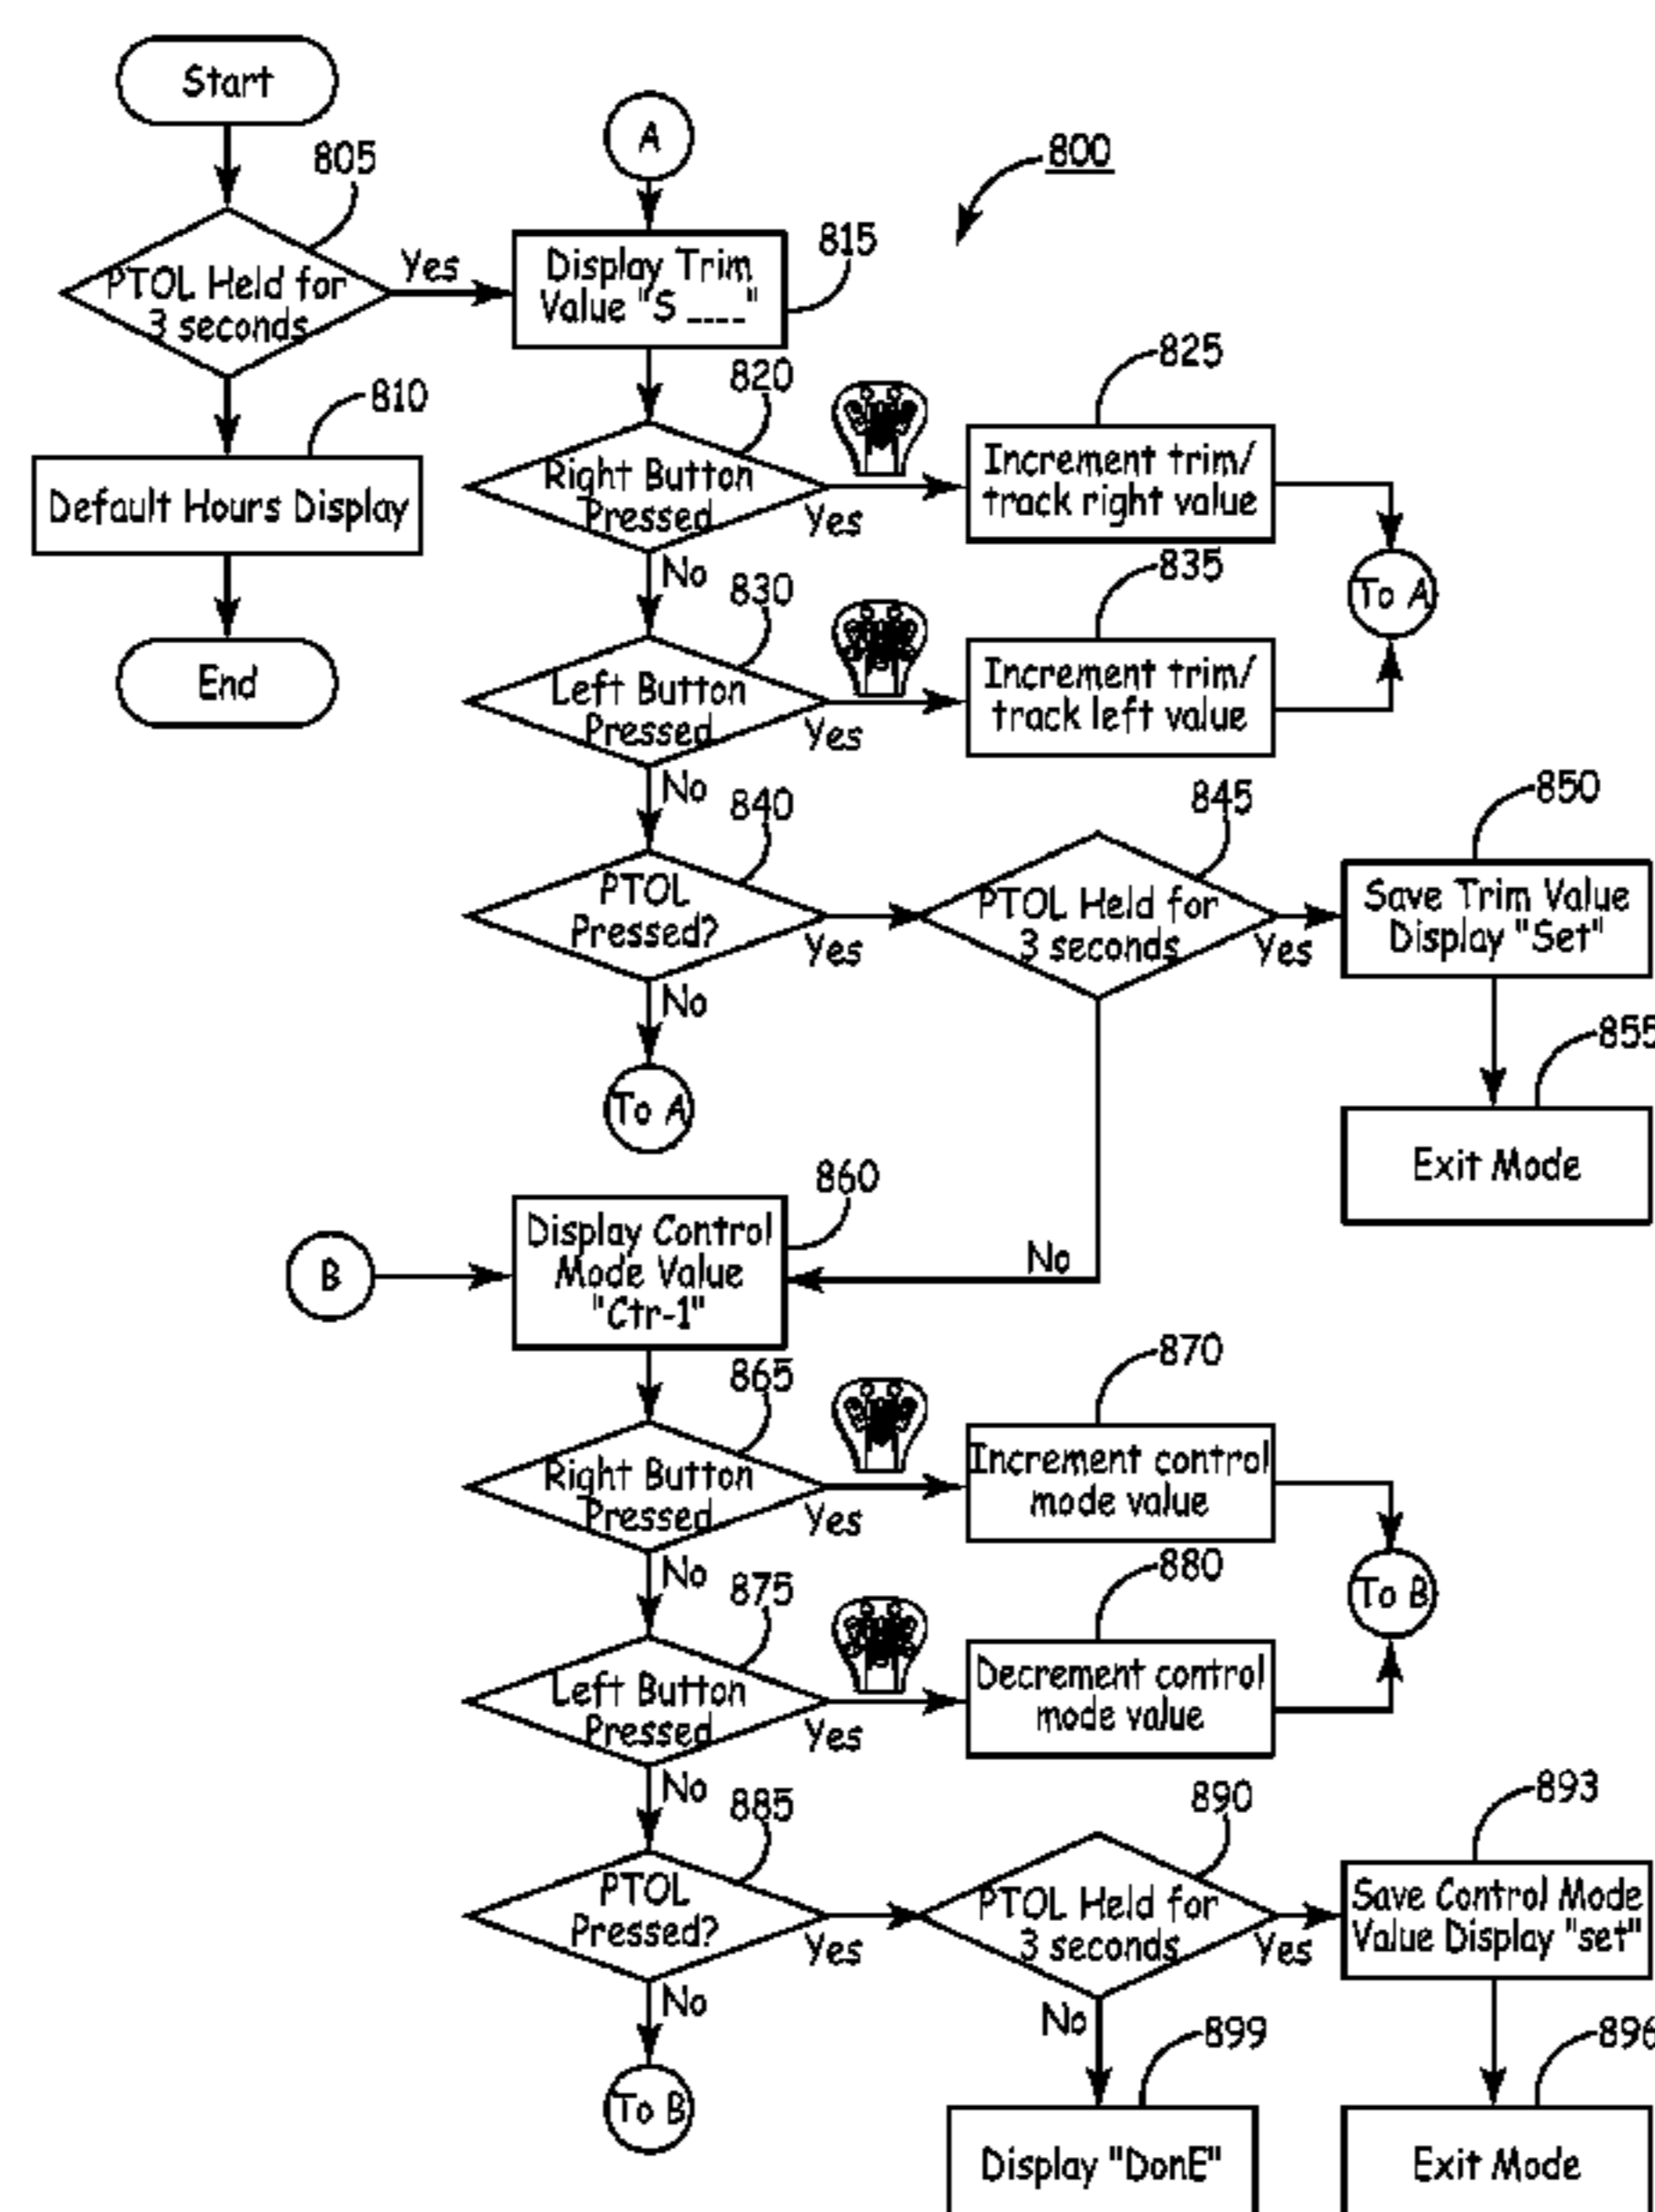 Start
805
PTOL Held for
3 seconds
Yes
810
Default Hours Display
End
A
800
Display Trim
Value "S ____"
815
820
Right Button
Pressed
Yes
No
825
Increment trim/
track right value
830
Left Button
Pressed
Yes
No
835
Increment trim/
track left value
To A
840
PTOL
Pressed?
Yes
No
To A
845
PTOL Held for
3 seconds
Yes
No
850
Save Trim Value
Display "Set"
855
Exit Mode
B
860
Display Control
Mode Value
"Ctr-1"
865
Right Button
Pressed
Yes
No
870
Increment control
mode value
875
Left Button
Pressed
Yes
No
880
Decrement control
mode value
To B
885
PTOL
Pressed?
Yes
No
To B
890
PTOL Held for
3 seconds
Yes
No
893
Save Control Mode
Value Display "set"
896
Exit Mode
899
Display "DonE"